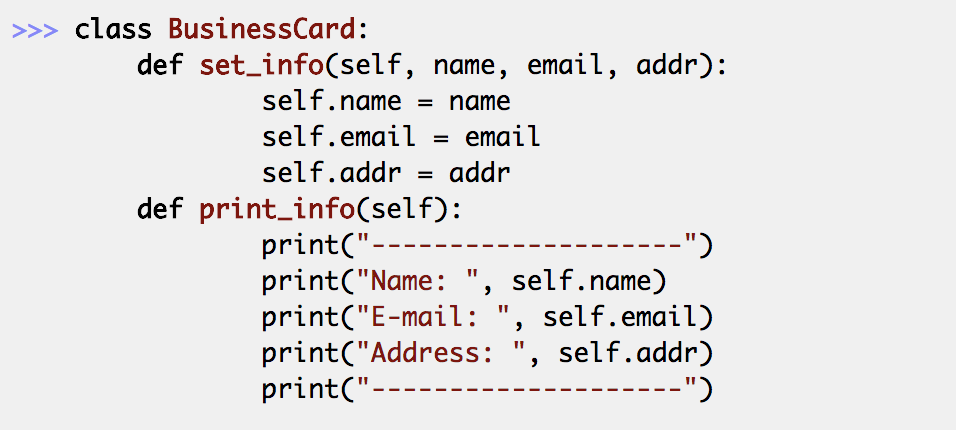 >>> class BusinessCard:
        def set_info(self, name, email, addr):
                self.name = name
                self.email = email
                self.addr = addr
        def print_info(self):
                print("--------------------")
                print("Name: ", self.name)
                print("E-mail: ", self.email)
                print("Address: ", self.addr)
                print("--------------------")